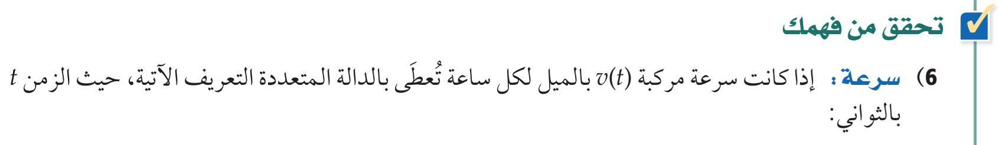 تحقق من فهمك
6) سرعة: إذا كانت سرعة مركبة v(t) بالميل لكل ساعة تُعطَى بالدالة المتعددة التعريف الآتية، حيث الزمن t
بالثواني: